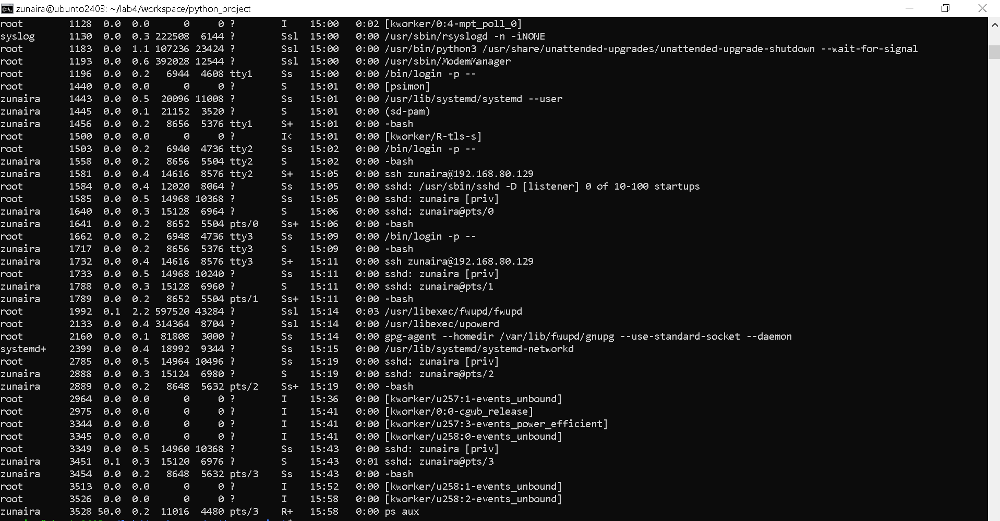 zunaira@ubunto2403: ~/lab4/workspace/python_project
root 1128 0.0 0.0 0 0 ? I 15:00 0:02 [kworker/0:4-mpt_poll_0]
syslog 1130 0.0 0.3 222508 6144 ? Ssl 15:00 0:00 /usr/sbin/rsyslogd -n -iNONE
root 1183 0.0 1.1 107236 23424 ? Ssl 15:00 0:00 /usr/bin/python3 /usr/share/unattended-upgrades/unattended-upgrade-shutdown --wait-for-signal
root 1193 0.0 0.6 392028 12544 ? Ssl 15:00 0:00 /usr/sbin/ModemManager
root 1196 0.0 0.2 6944 4608 tty1 Ss 15:00 0:00 /bin/login -p --
root 1440 0.0 0.0 0 0 ? S 15:01 0:00 [psimon]
zunaira 1443 0.0 0.5 20096 11008 ? Ss 15:01 0:00 /usr/lib/systemd/systemd --user
zunaira 1445 0.0 0.1 21152 3520 ? S 15:01 0:00 (sd-pam)
zunaira 1456 0.0 0.2 8656 5376 tty1 S+ 15:01 0:00 -bash
root 1500 0.0 0.0 0 0 ? I< 15:01 0:00 [kworker/R-tls-s]
root 1503 0.0 0.2 6940 4736 tty2 Ss 15:02 0:00 /bin/login -p --
zunaira 1558 0.0 0.2 8656 5504 tty2 S 15:02 0:00 -bash
zunaira 1581 0.0 0.4 14616 8576 tty2 S+ 15:05 0:00 ssh zunaira@192.168.80.129
root 1584 0.0 0.4 12020 8064 ? Ss 15:05 0:00 sshd: /usr/sbin/sshd -D [listener] 0 of 10-100 startups
root 1585 0.0 0.5 14968 10368 ? Ss 15:05 0:00 sshd: zunaira [priv]
zunaira 1640 0.0 0.3 15128 6964 ? S 15:06 0:00 sshd: zunaira@pts/0
zunaira 1641 0.0 0.2 8652 5504 pts/0 Ss+ 15:06 0:00 -bash
root 1662 0.0 0.2 6948 4736 tty3 Ss 15:09 0:00 /bin/login -p --
zunaira 1717 0.0 0.2 8656 5376 tty3 S 15:09 0:00 -bash
zunaira 1732 0.0 0.4 14616 8576 tty3 S+ 15:11 0:00 ssh zunaira@192.168.80.129
root 1733 0.0 0.5 14968 10240 ? Ss 15:11 0:00 sshd: zunaira [priv]
zunaira 1788 0.0 0.3 15128 6960 ? S 15:11 0:00 sshd: zunaira@pts/1
zunaira 1789 0.0 0.2 8652 5504 pts/1 Ss+ 15:11 0:00 -bash
root 1992 0.1 2.2 597520 43284 ? Ssl 15:14 0:03 /usr/libexec/fwupd/fwupd
root 2133 0.0 0.4 314364 8704 ? Ssl 15:14 0:00 /usr/libexec/upowerd
root 2160 0.0 0.1 81808 3000 ? Ss 15:14 0:00 gpg-agent --homedir /var/lib/fwupd/gnupg --use-standard-socket --daemon
systemd+ 2399 0.0 0.4 18992 9344 ? Ss 15:15 0:00 /usr/lib/systemd/systemd-networkd
root 2785 0.0 0.5 14964 10496 ? Ss 15:19 0:00 sshd: zunaira [priv]
zunaira 2888 0.0 0.3 15124 6980 ? S 15:19 0:00 sshd: zunaira@pts/2
zunaira 2889 0.0 0.2 8648 5632 pts/2 Ss+ 15:19 0:00 -bash
root 2964 0.0 0.0 0 0 ? I 15:36 0:00 [kworker/u257:1-events_unbound]
root 2975 0.0 0.0 0 0 ? I 15:41 0:00 [kworker/0:0-cgwb_release]
root 3344 0.0 0.0 0 0 ? I 15:41 0:00 [kworker/u257:3-events_power_efficient]
root 3345 0.0 0.0 0 0 ? I 15:41 0:00 [kworker/u258:0-events_unbound]
root 3349 0.0 0.5 14960 10368 ? Ss 15:43 0:00 sshd: zunaira [priv]
zunaira 3451 0.1 0.3 15120 6976 ? S 15:43 0:01 sshd: zunaira@pts/3
zunaira 3454 0.0 0.2 8648 5632 pts/3 Ss 15:43 0:00 -bash
root 3513 0.0 0.0 0 0 ? I 15:52 0:00 [kworker/u258:1-events_unbound]
root 3526 0.0 0.0 0 0 ? I 15:58 0:00 [kworker/u258:2-events_unbound]
zunaira 3528 50.0 0.2 11016 4480 pts/3 R+ 15:58 0:00 ps aux